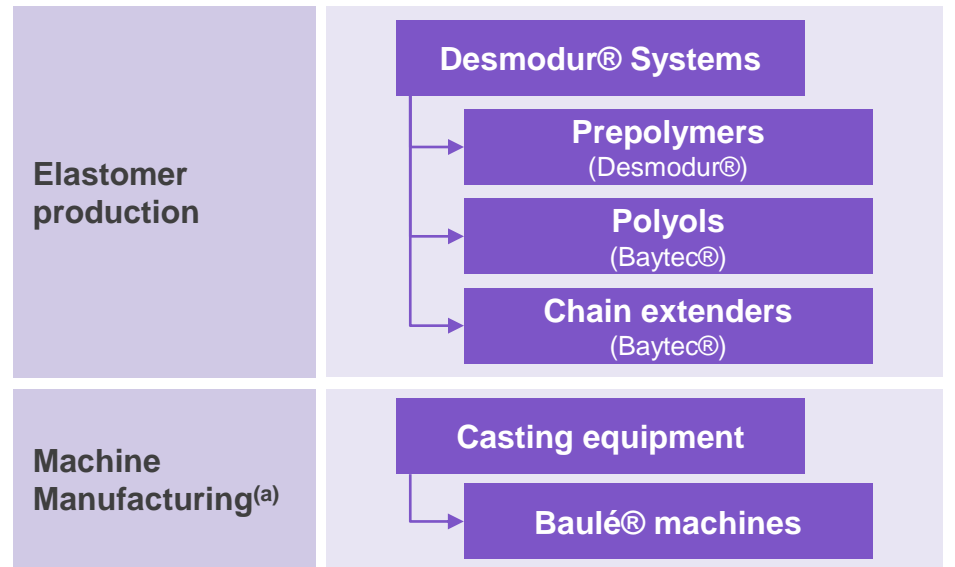 Elastomer
production
Desmodur® Systems
Prepolymers
(Desmodur®)
Polyols
(Baytec®)
Chain extenders
(Baytec®)
Machine
Manufacturing(a)
Casting equipment
Baulé® machines